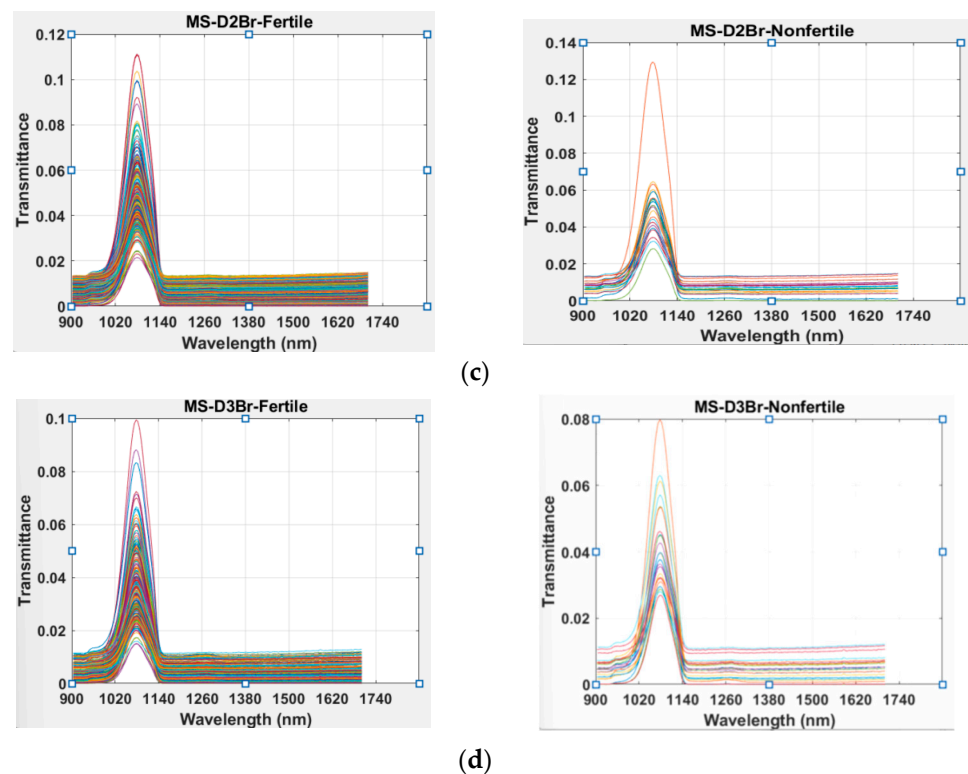 MS-D2Br-Fertile
0.12
0.1
0.08
0.06
0.04
0.02
0
Transmittance
900 1020 1140 1260 1380 1500 1620 1740
Wavelength (nm)
MS-D2Br-Nonfertile
0.14
0.12
0.10
0.08
0.06
0.04
0.02
0
Transmittance
900 1020 1140 1260 1380 1500 1620 1740
Wavelength (nm)
(c)
MS-D3Br-Fertile
0.1
0.08
0.06
0.04
0.02
0
Transmittance
900 1020 1140 1260 1380 1500 1620 1740
Wavelength (nm)
MS-D3Br-Nonfertile
0.08
0.06
0.04
0.02
0
Transmittance
900 1020 1140 1260 1380 1500 1620 1740
Wavelength (nm)
(d)